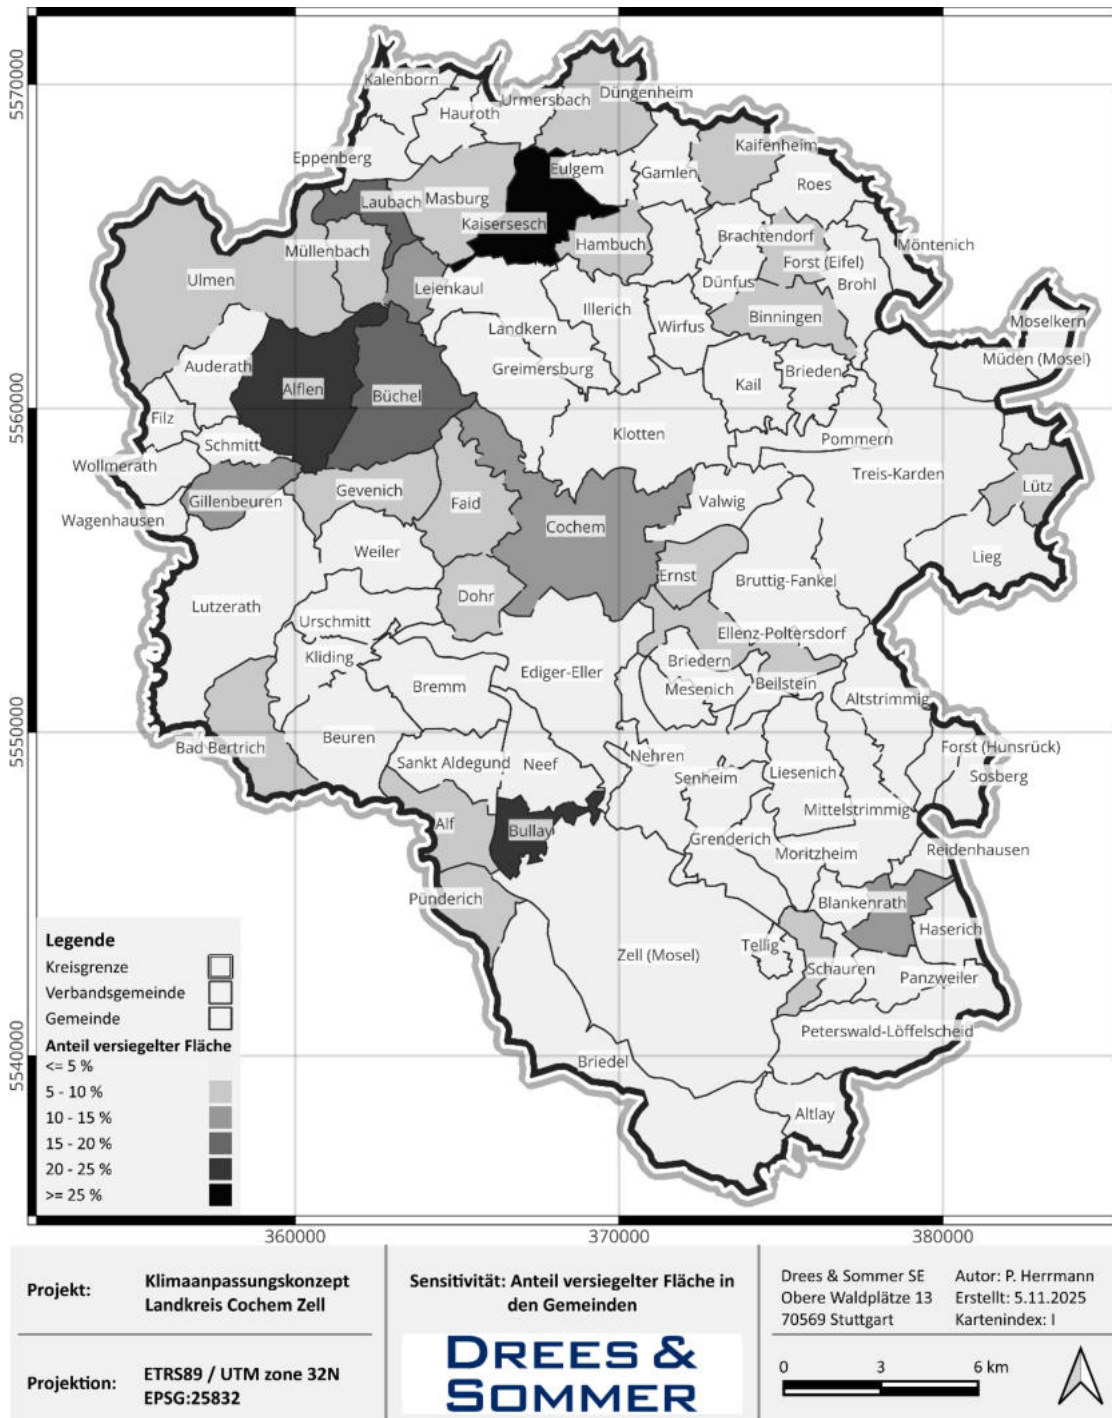 5570000
5560000
5550000
5540000
Kalenborn
Hauroth
Urmersbach
Düngenheim
Eppenberg
Eulgem
Gamlen
Kaifenheim
Roes
Laubach
Masburg
Kaisersesch
Hambuch
Brachtendorf
Möntenich
Müllenbach
Forst (Eifel)
Ulmen
Leienkaul
Dünfus
Brohl
Illerich
Binningen
Moselkern
Landkern
Wirfus
Müden (Mosel)
Auderath
Greimersburg
Alflen
Büchel
Kail
Brieden
Filz
Klotten
Pommern
Schmitt
Wollmerath
Treis-Karden
Gevenich
Lütz
Gillenbeuren
Faid
Valwig
Wagenhausen
Cochem
Weiler
Lieg
Ernst
Bruttig-Fankel
Dohr
Lutzerath
Urschmitt
Ellenz-Poltersdorf
Kliding
Briedern
Ediger-Eller
Bremm
Mesenich
Beilstein
Altstrimmig
Beuren
Bad Bertrich
Forst (Hunsrück)
Nehren
Sankt Aldegund
Neef
Senheim
Liesenich
Sosberg
Mittelstrimmig
Alf
Bullay
Grenderich
Moritzheim
Reidenhausen
Pünderich
Blankenrath
Haserich
Zell (Mosel)
Tellig
Schauren
Panzweiler
Peterswald-Löffelscheid
Briedel
Altlay
Legende
Kreisgrenze
Verbandsgemeinde
Gemeinde
Anteil versiegelter Fläche
<= 5 %
5 - 10 %
10 - 15 %
15 - 20 %
20 - 25 %
>= 25 %
360000
370000
380000
Projekt:
Klimaanpassungskonzept
Landkreis Cochem Zell
Projektion:
ETRS89 / UTM zone 32N
EPSG:25832
Sensitivität: Anteil versiegelter Fläche in
den Gemeinden
DREES &
SOMMER
Drees & Sommer SE
Obere Waldplätze 13
70569 Stuttgart
Autor: P. Herrmann
Erstellt: 5.11.2025
Kartenindex: I
0 3 6 km